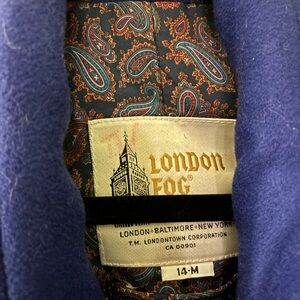 LONDON
FOG®
LONDON•BALTIMORE•NEW YORK
T.M. LONDONTOWN CORPORATION
CA 00901
14-M